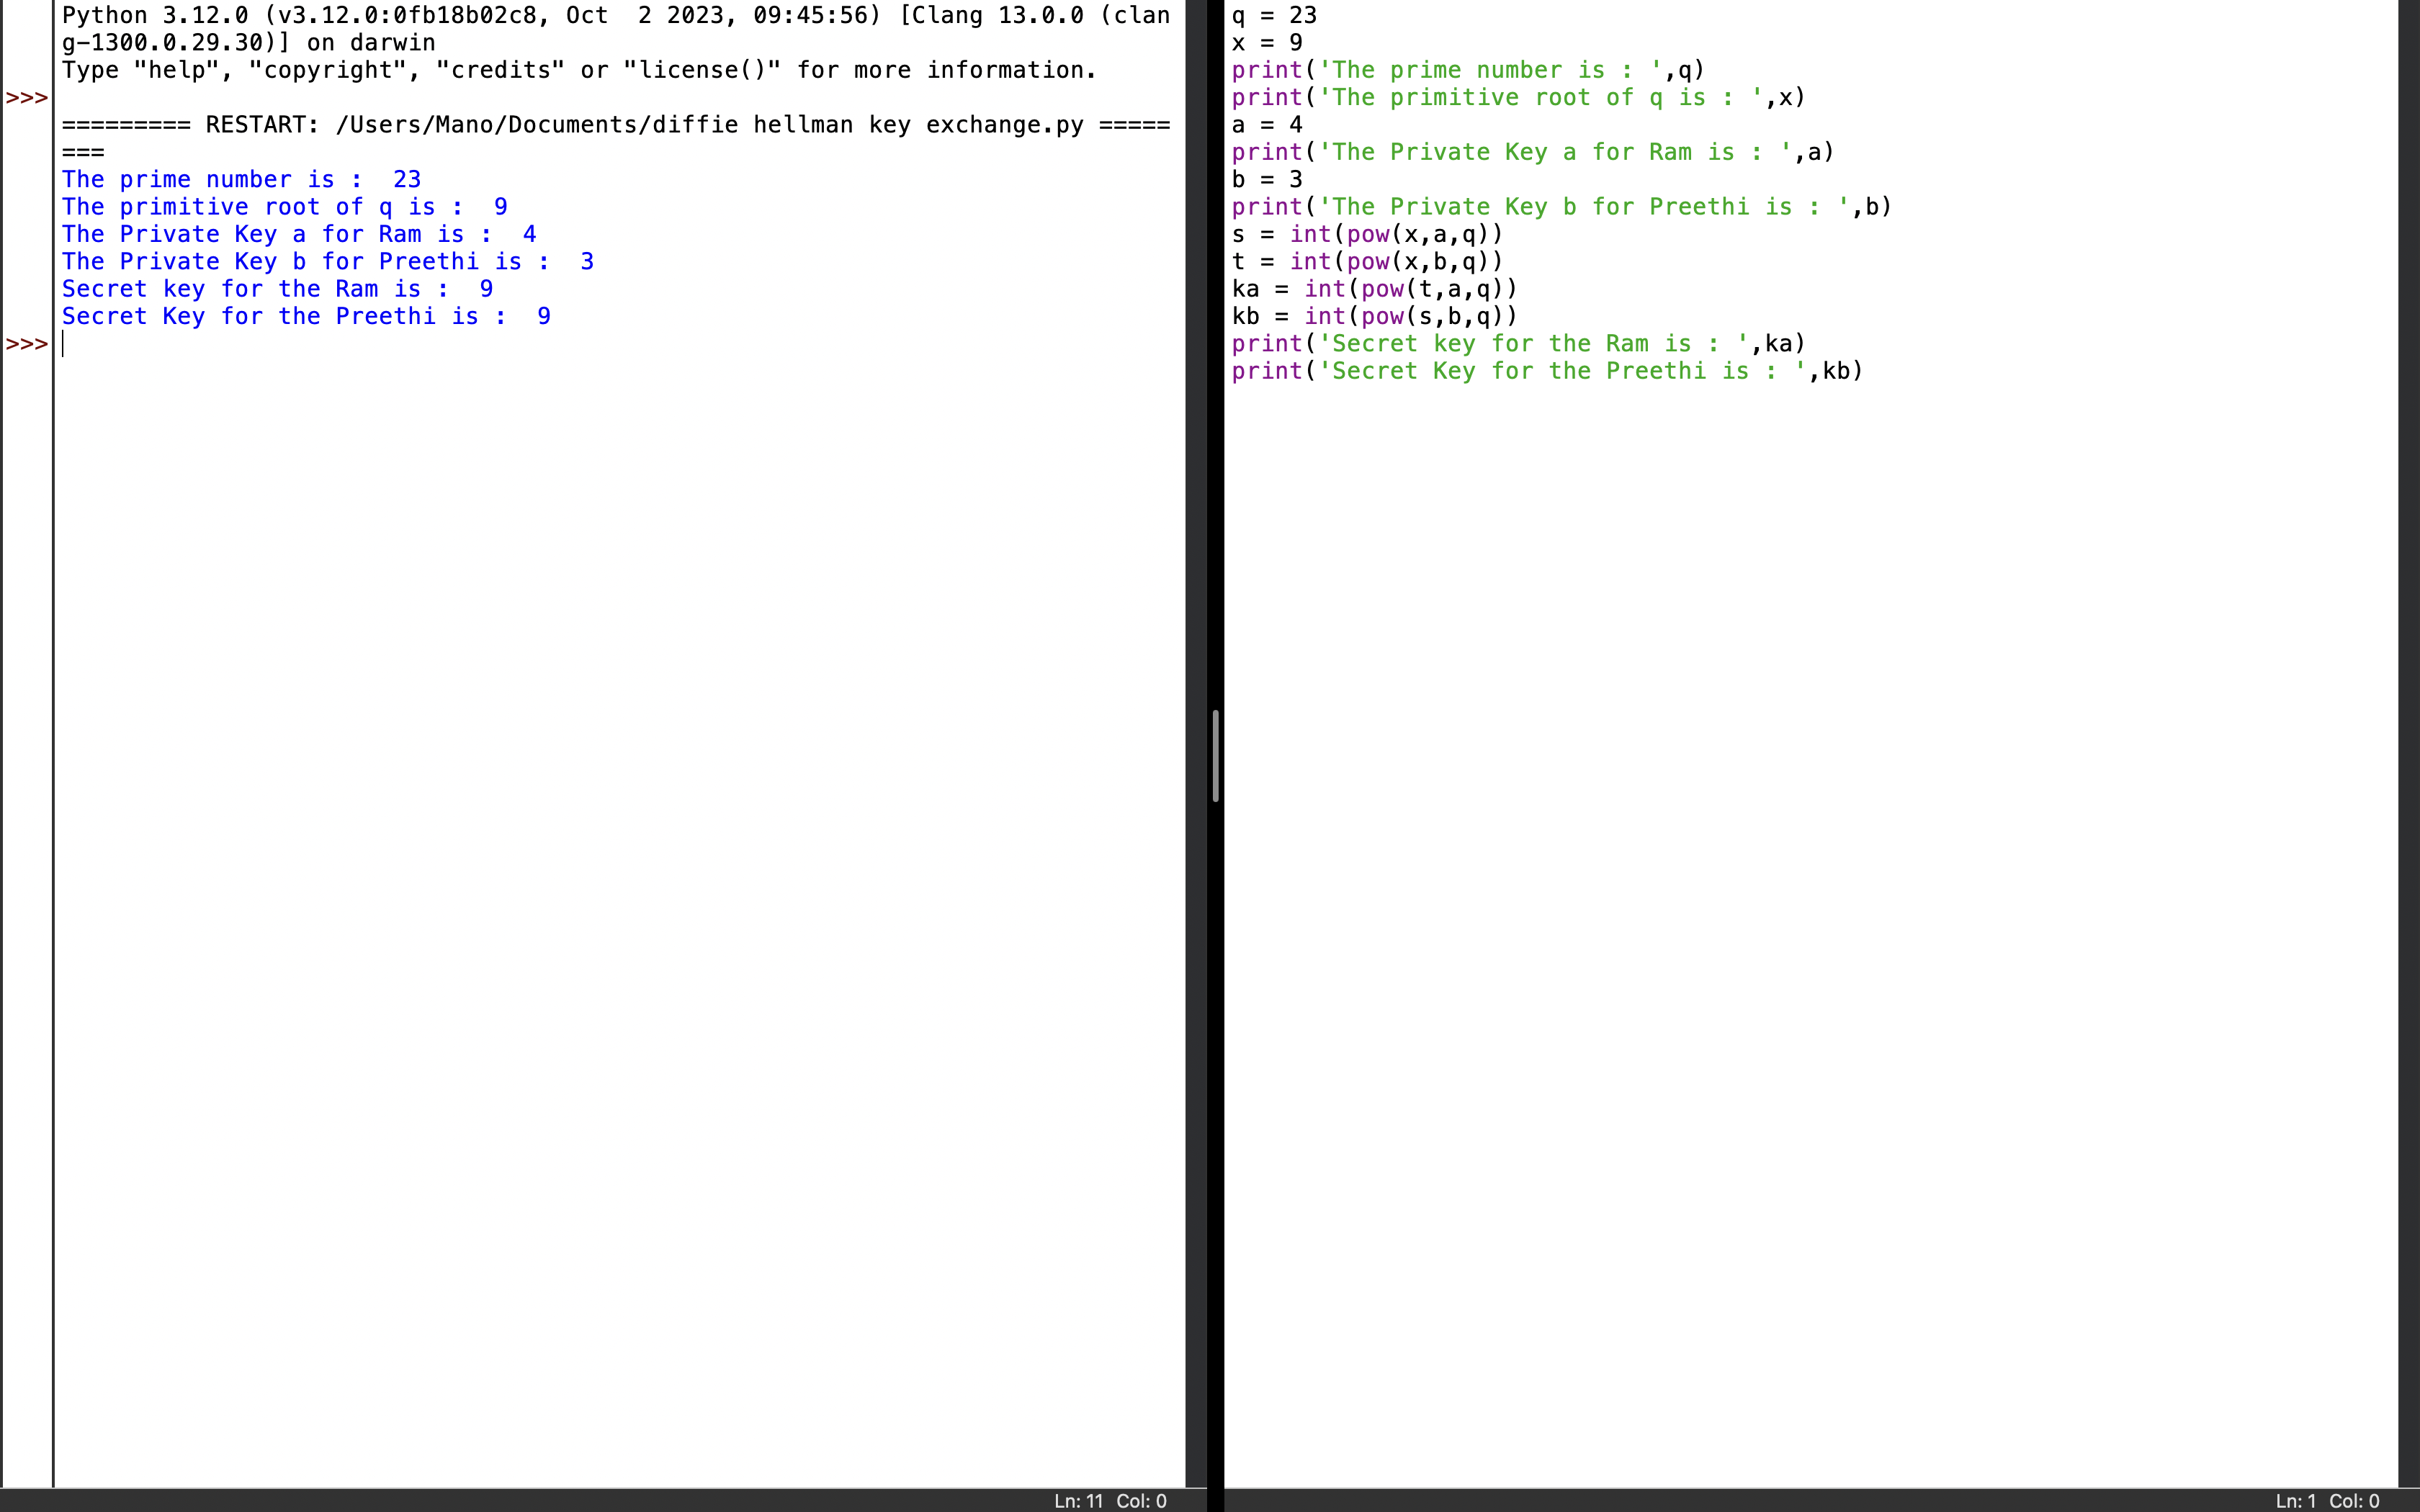 Python 3.12.0 (v3.12.0:0fb18b02c8, Oct  2 2023, 09:45:56) [Clang 13.0.0 (clan
g-1300.0.29.30)] on darwin
Type "help", "copyright", "credits" or "license()" for more information.
>>>
========= RESTART: /Users/Mano/Documents/diffie hellman key exchange.py =====
===
The prime number is :  23
The primitive root of q is :  9
The Private Key a for Ram is :  4
The Private Key b for Preethi is :  3
Secret key for the Ram is :  9
Secret Key for the Preethi is :  9
>>>
Ln: 11  Col: 0
q = 23
x = 9
print('The prime number is : ',q)
print('The primitive root of q is : ',x)
a = 4
print('The Private Key a for Ram is : ',a)
b = 3
print('The Private Key b for Preethi is : ',b)
s = int(pow(x,a,q))
t = int(pow(x,b,q))
ka = int(pow(t,a,q))
kb = int(pow(s,b,q))
print('Secret key for the Ram is : ',ka)
print('Secret Key for the Preethi is : ',kb)
Ln: 1  Col: 0